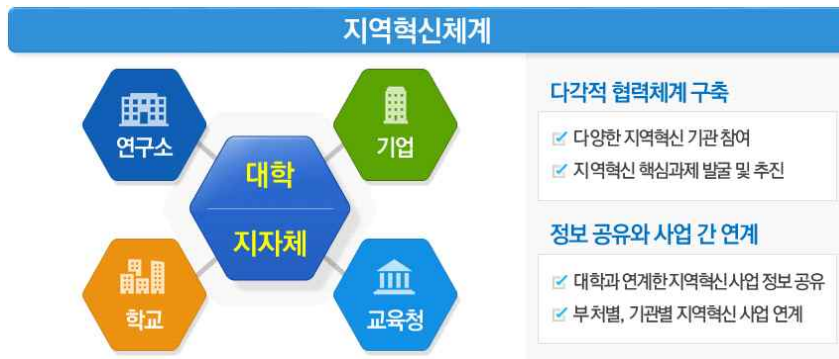 지역혁신체계
연구소
기업
대학
지자체
학교
교육청
다각적 협력체계 구축
다양한 지역혁신 기관 참여
지역혁신 핵심과제 발굴 및 추진
정보 공유와 사업 간 연계
대학과 연계한 지역혁신사업 정보 공유
부처별, 기관별 지역혁신 사업 연계